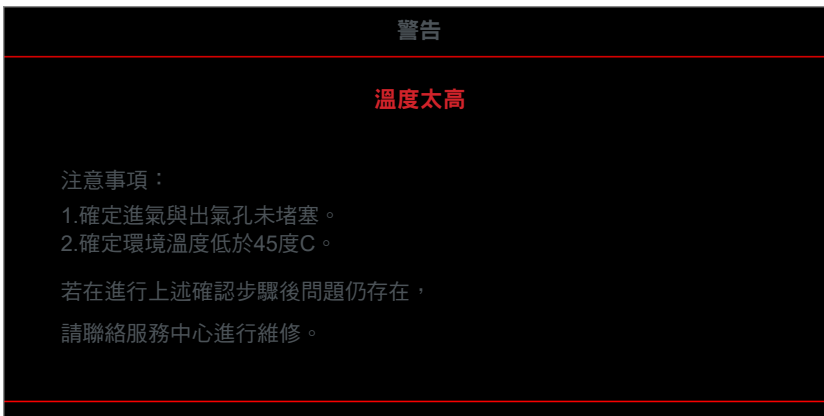 警告
溫度太高
注意事項：
1.確定進氣與出氣孔未堵塞。
2.確定環境溫度低於45度C。
若在進行上述確認步驟後問題仍存在，
請聯絡服務中心進行維修。